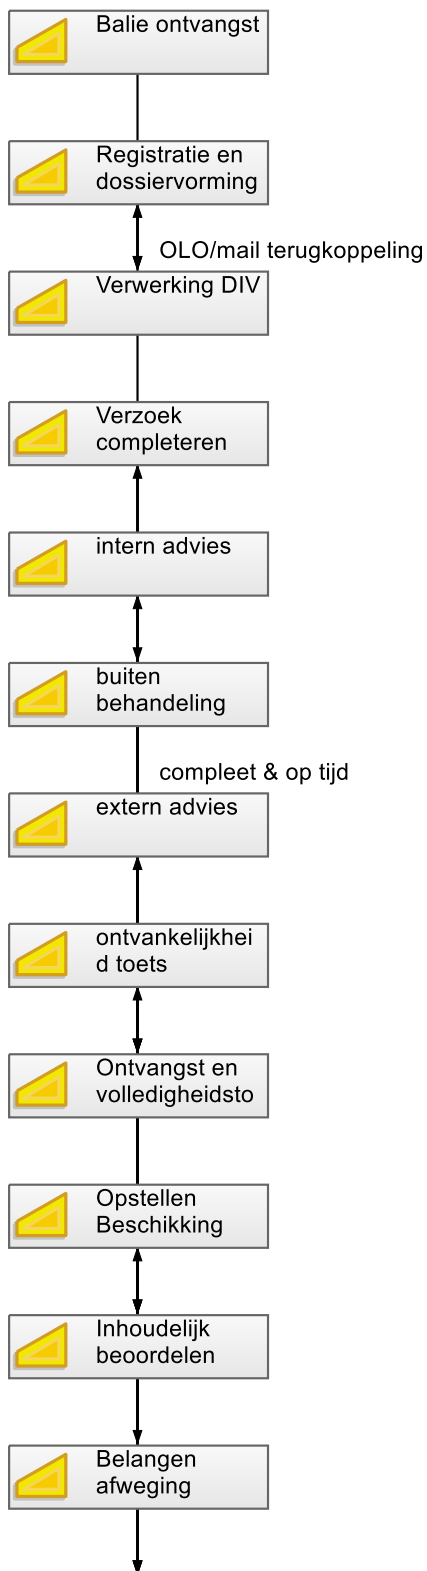 Balie ontvangst
Registratie en
dossiervorming
OLO/mail terugkoppeling
Verwerking DIV
Verzoek
completeren
intern advies
buiten
behandeling
compleet & op tijd
extern advies
ontvankelijkhei
d toets
Ontvangst en
volledigheidsto
Opstellen
Beschikking
Inhoudelijk
beoordelen
Belangen
afweging